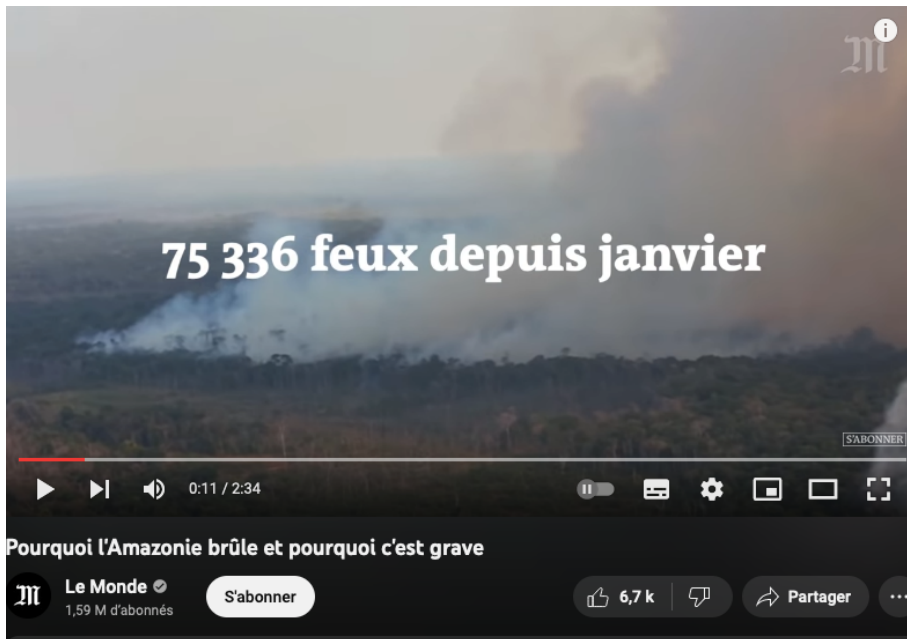 75 336 feux depuis janvier
S'ABONNER
0:11 / 2:34
Pourquoi l'Amazonie brûle et pourquoi c'est grave
Le Monde
1,59 M d'abonnés
S'abonner
6,7 k
Partager